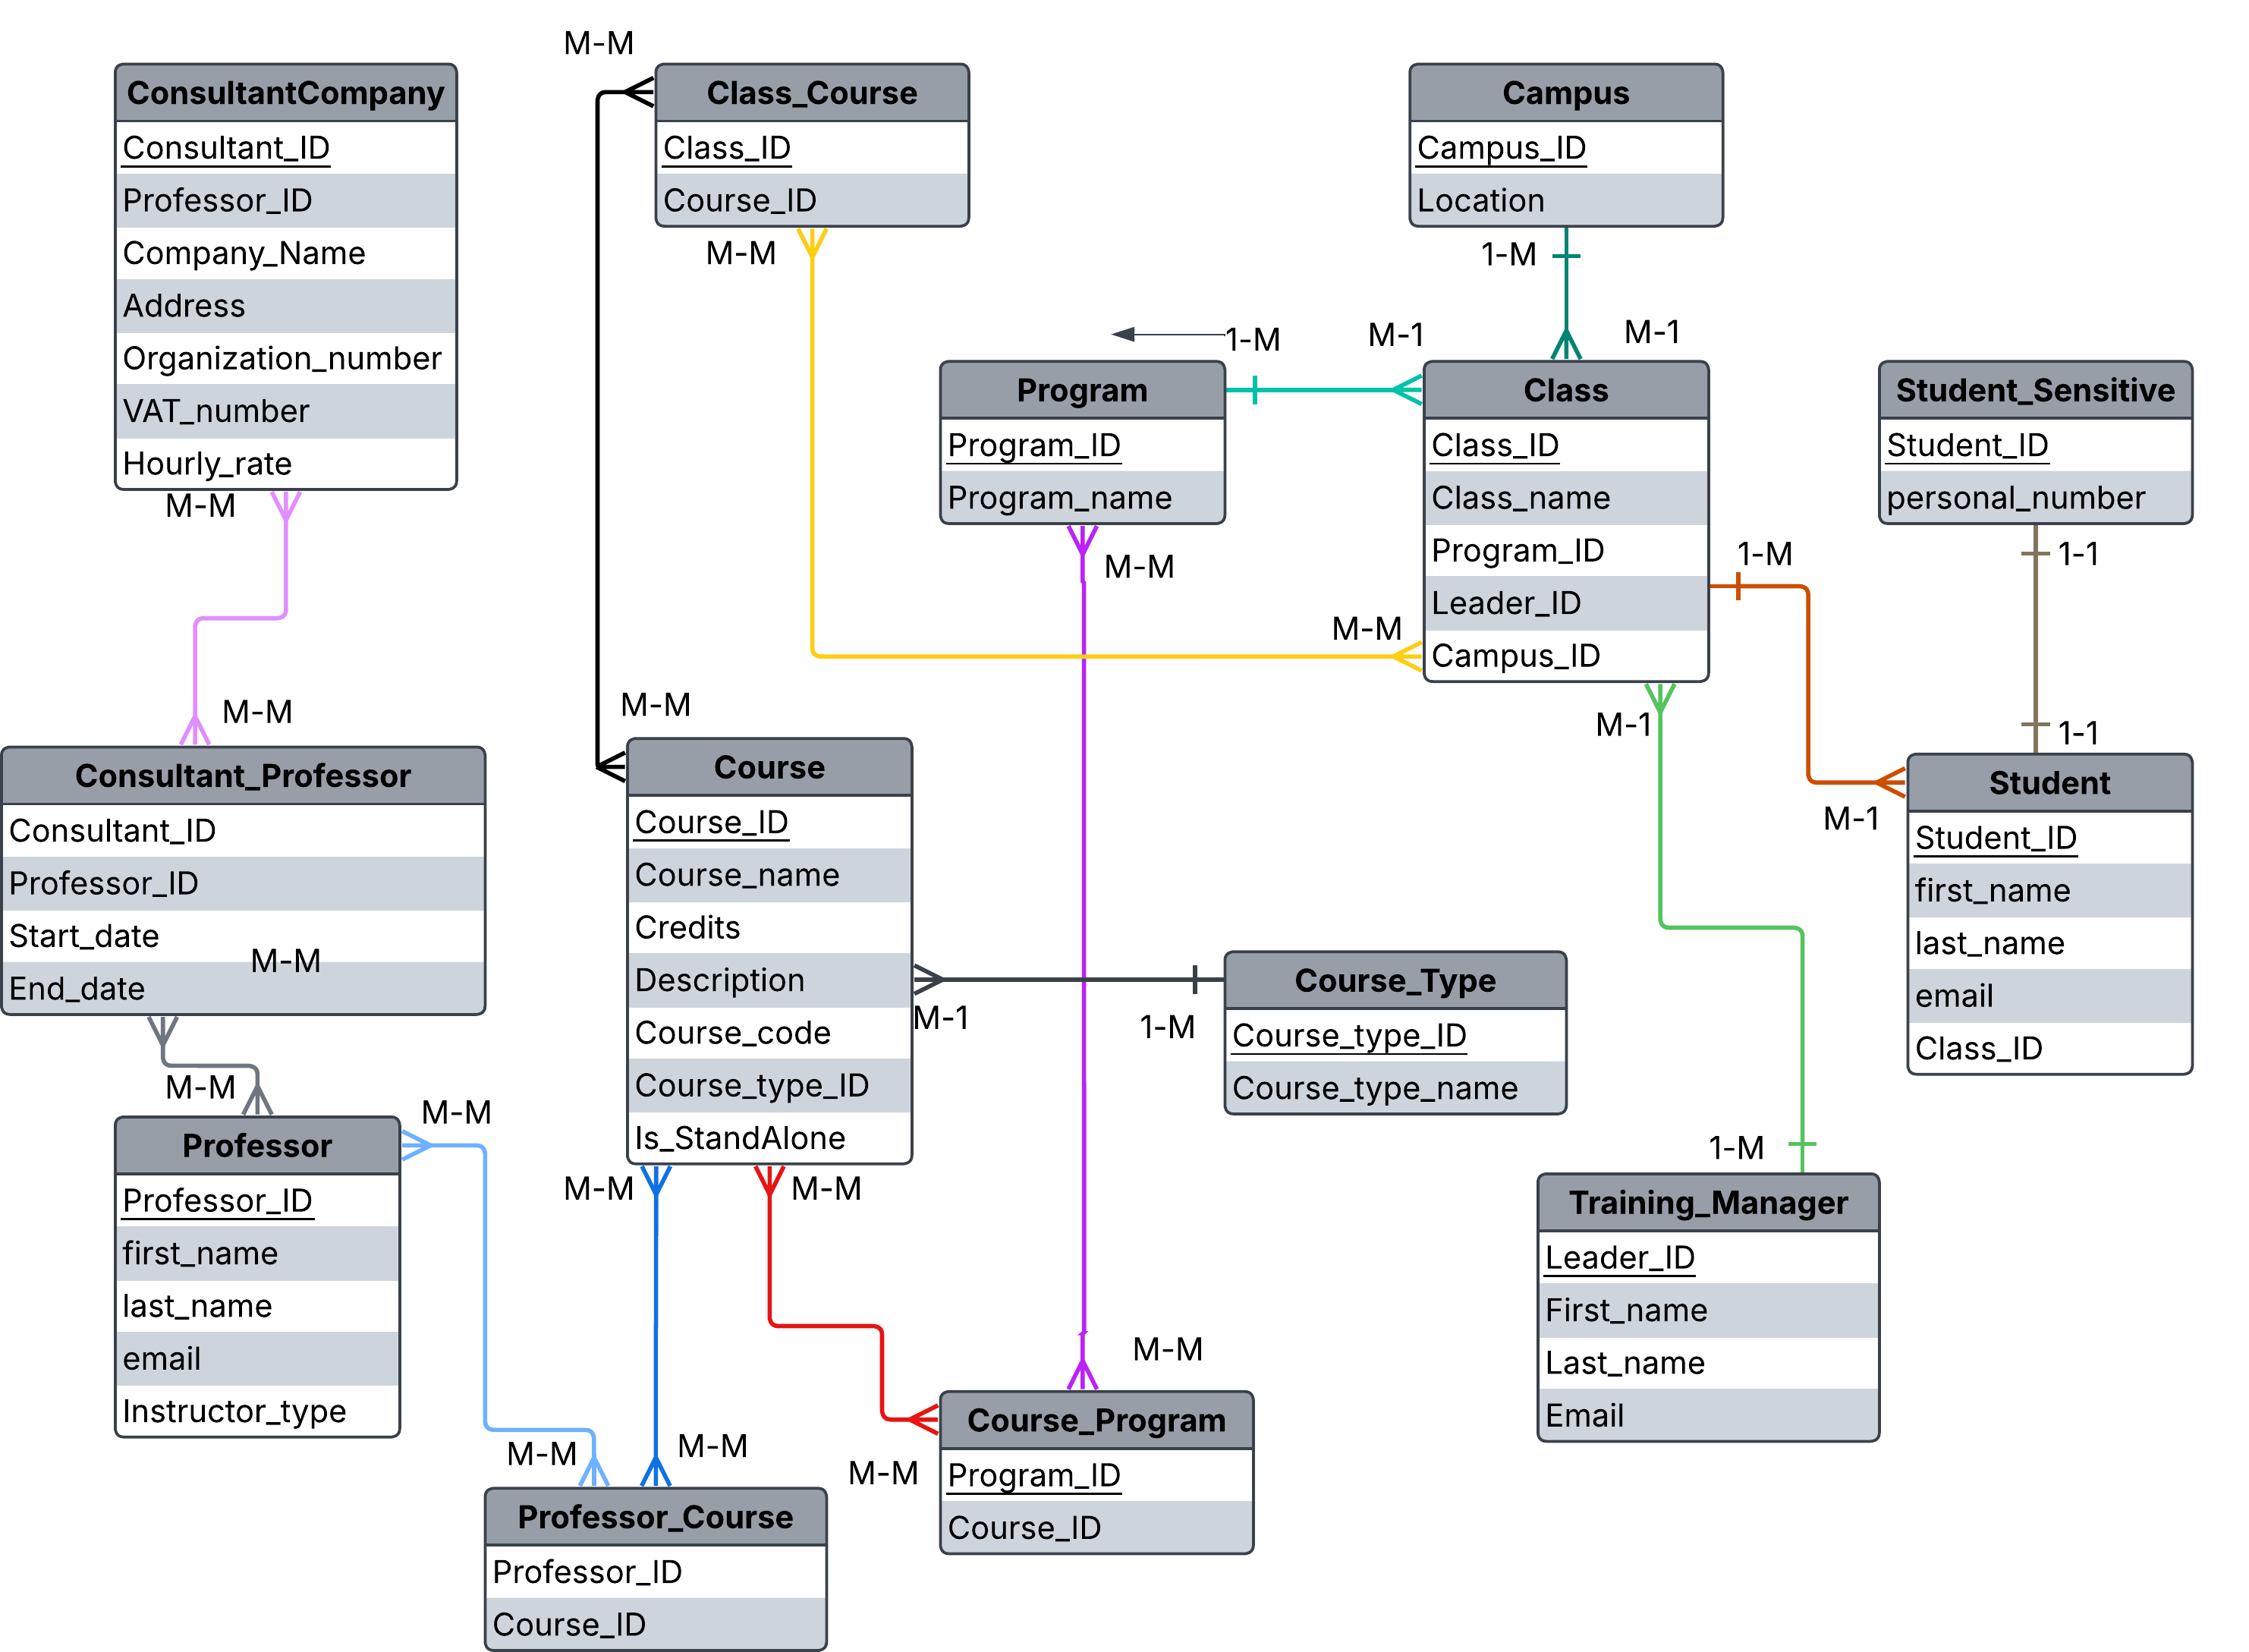 M-M
ConsultantCompany
Consultant_ID
Professor_ID
Company_Name
Address
Organization_number
VAT_number
Hourly_rate
M-M
Class_Course
Class_ID
Course_ID
M-M
Campus
Campus_ID
Location
1-M
1-M
M-1
M-1
Program
Program_ID
Program_name
M-M
Class
Class_ID
Class_name
Program_ID
Leader_ID
Campus_ID
M-M
M-1
1-M
Student_Sensitive
Student_ID
personal_number
1-1
1-1
M-M
Consultant_Professor
Consultant_ID
Professor_ID
Start_date
M-M
End_date
M-M
M-M
Course
Course_ID
Course_name
Credits
Description
Course_code
Course_type_ID
Is_StandAlone
M-1
1-M
Course_Type
Course_type_ID
Course_type_name
M-1
Student
Student_ID
first_name
last_name
email
Class_ID
M-M
Professor
Professor_ID
first_name
last_name
email
Instructor_type
M-M
M-M
1-M
Training_Manager
Leader_ID
First_name
Last_name
Email
M-M
M-M
M-M
M-M
Course_Program
Program_ID
Course_ID
Professor_Course
Professor_ID
Course_ID